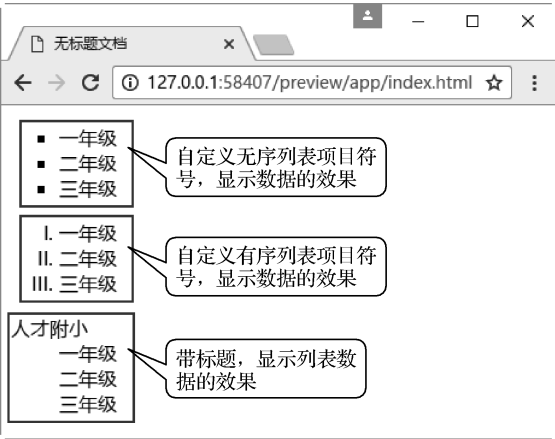 无标题文档
127.0.0.1:58407/preview/app/index.html
▪ 一年级
▪ 二年级
▪ 三年级
自定义无序列表项目符
号，显示数据的效果
I. 一年级
II. 二年级
III. 三年级
自定义有序列表项目符
号，显示数据的效果
人才附小
一年级
二年级
三年级
带标题，显示列表数
据的效果